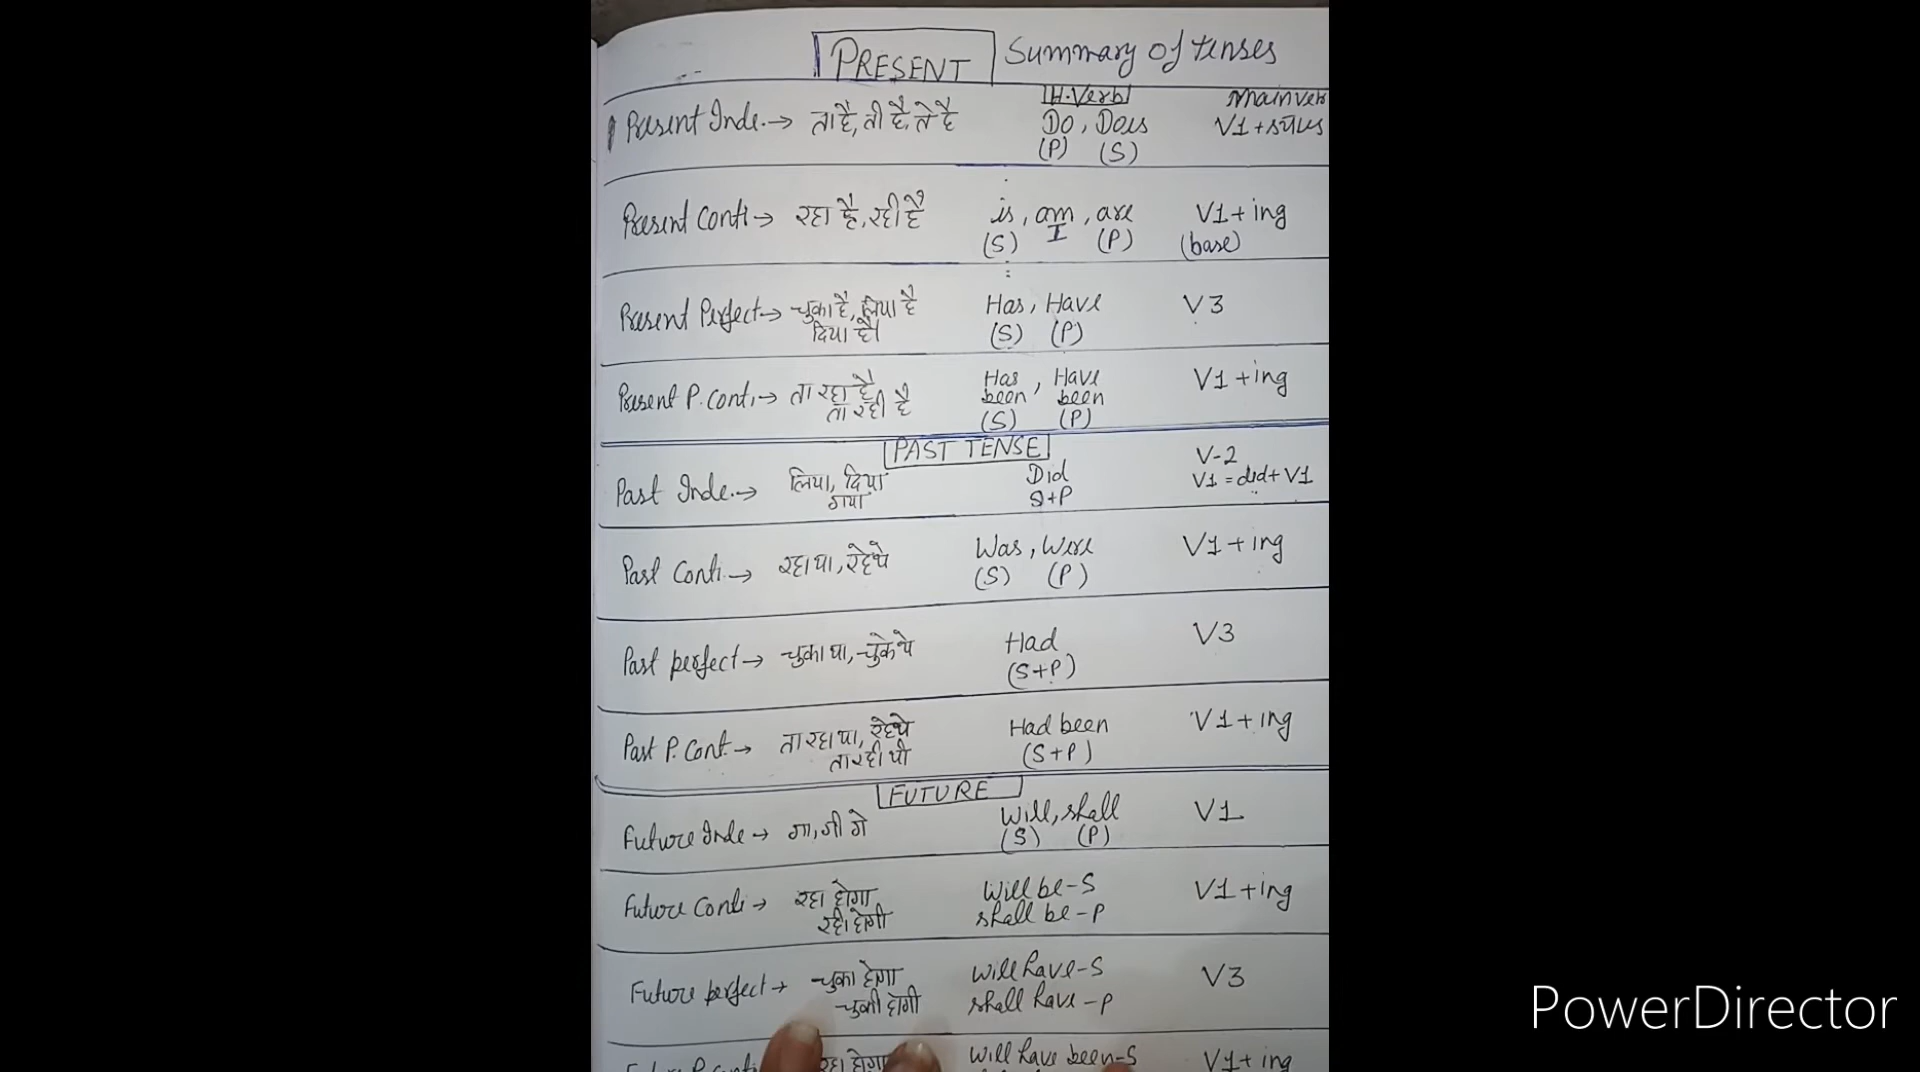 PRESENT Summary of tenses
H.Verb Mainver
Present Inde. → ता है, ती है, ते है Do, Does V1 + s/es
(P) (S)
Present Conti → रहा है, रही है is, am, are V1 + ing
(S) I (P) (base)
Present Perfect → चुका है, लिया है Has, Have V3
दिया है। (S) (P)
Present P. Conti → ता रहा है Has been, Have been V1 + ing
ता रही है (S) (P)
PAST TENSE
Past Inde. → लिया, दिया Did V-2
गया S+P V1 = did + V1
Past Conti. → रहा था, रहे थे Was, Were V1 + ing
(S) (P)
Past perfect → चुका था, चुके थे Had V3
(S+P)
Past P. Cont. → ता रहा था, रहे थे Had been V1 + ing
ता रही थी (S+P)
FUTURE
Future Inde → गा, गी गे Will, shall V1
(S) (P)
Future Conti → रहा होगा Will be - S V1 + ing
रही होगी shall be - P
Future perfect → चुका होगा Will have - S V3
चुकी होगी shall have - P
रहा होगा Will have been - S V1 + ing
PowerDirector